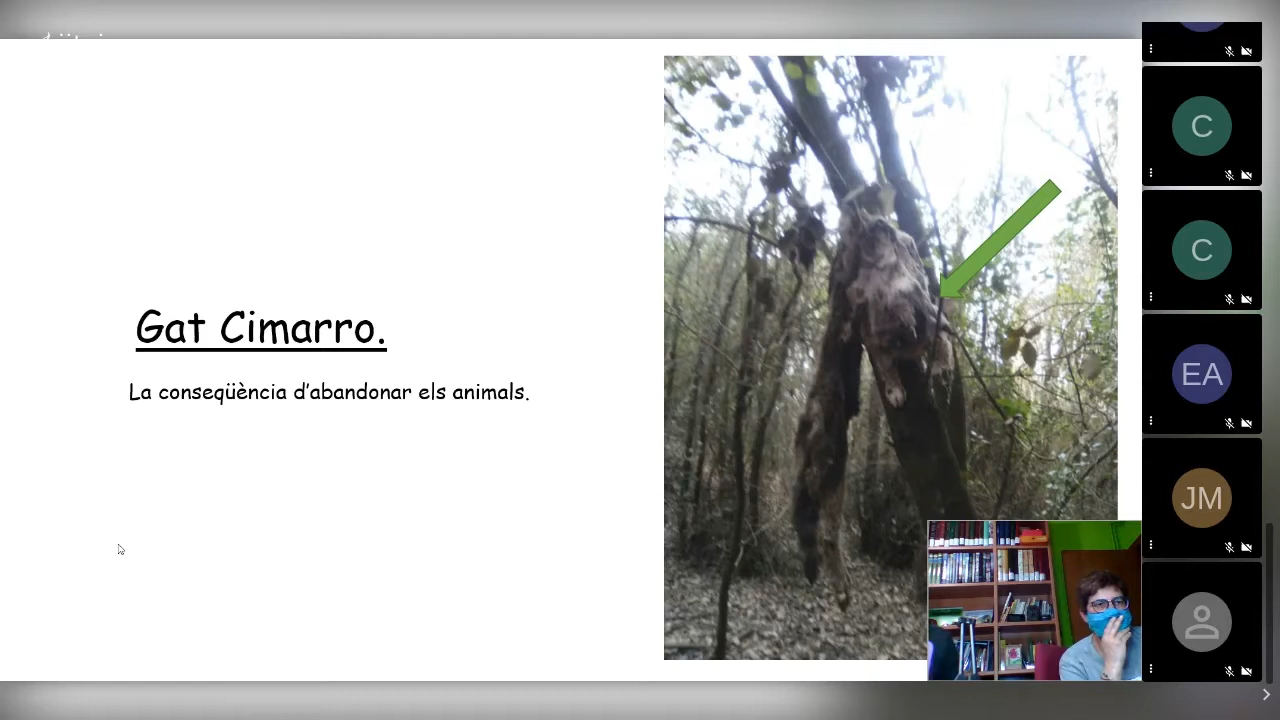 Gat Cimarro.
La conseqüència d'abandonar els animals.
C
C
EA
JM